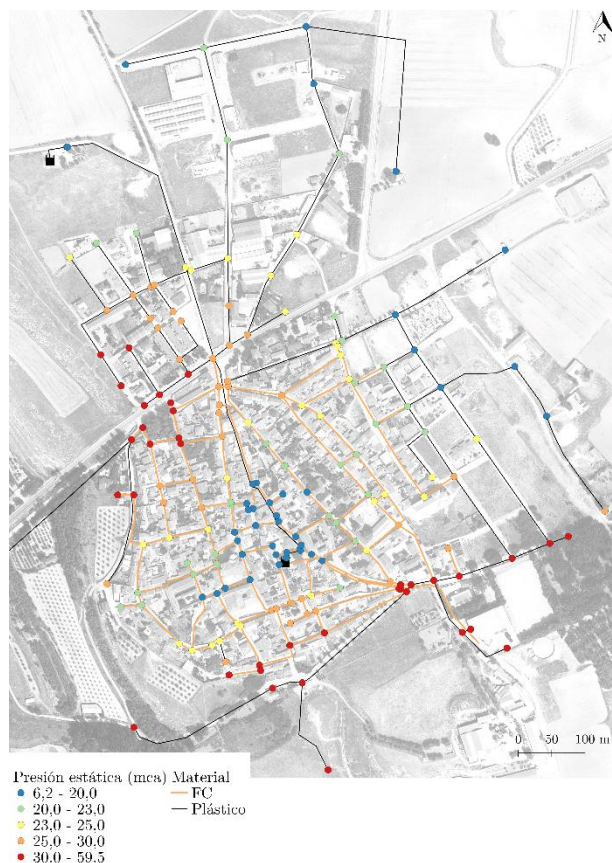 N
0 50 100 m
Presión estática (mca) Material
6,2 - 20,0 FC
20,0 - 23,0 Plástico
23,0 - 25,0
25,0 - 30,0
30,0 - 59,5